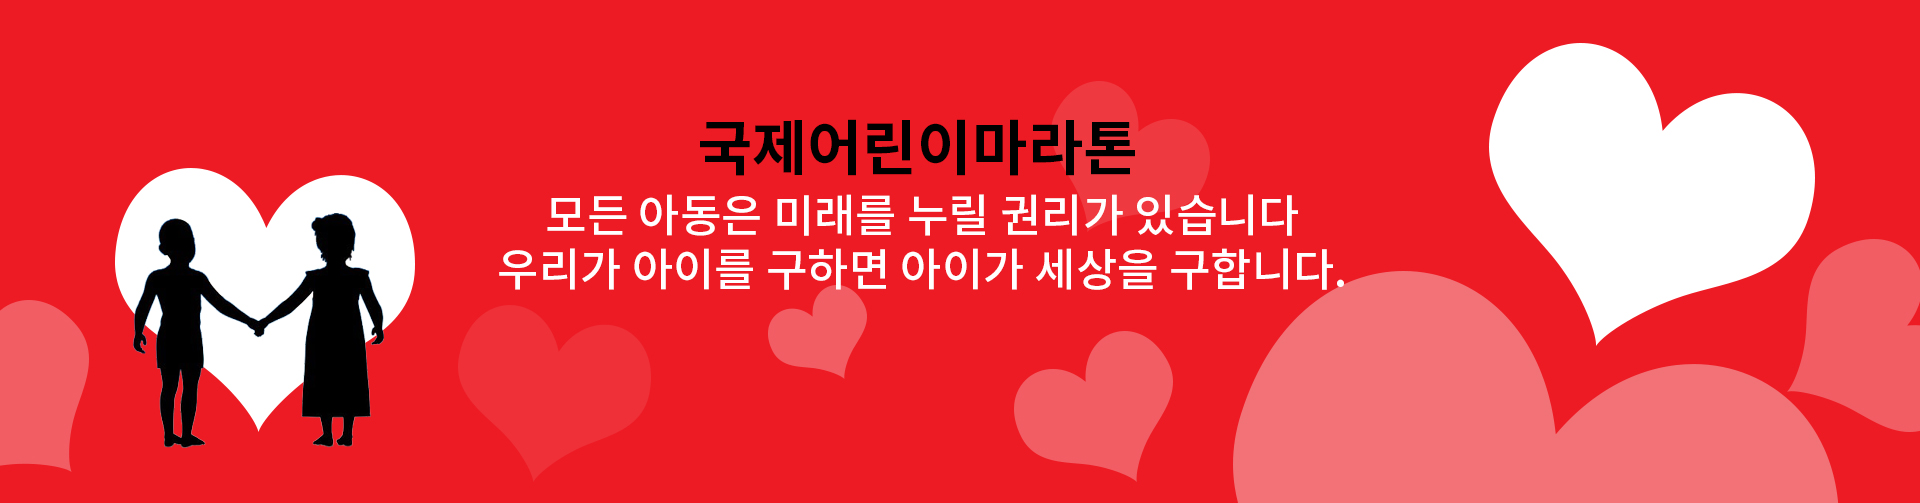 국제어린이마라톤
모든 아동은 미래를 누릴 권리가 있습니다
우리가 아이를 구하면 아이가 세상을 구합니다.